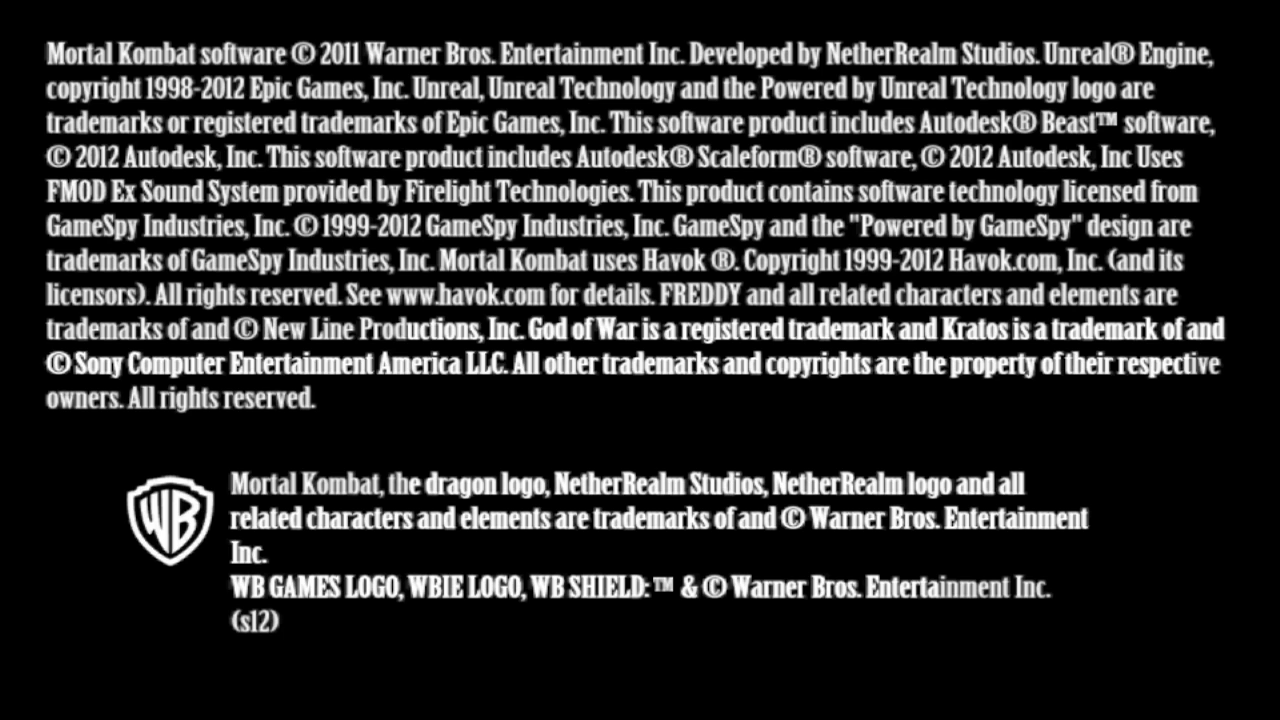 Mortal Kombat software © 2011 Warner Bros. Entertainment Inc. Developed by NetherRealm Studios. Unreal® Engine,
copyright 1998-2012 Epic Games, Inc. Unreal, Unreal Technology and the Powered by Unreal Technology logo are
trademarks or registered trademarks of Epic Games, Inc. This software product includes Autodesk® Beast™ software,
© 2012 Autodesk, Inc. This software product includes Autodesk® Scaleform® software, © 2012 Autodesk, Inc Uses
FMOD Ex Sound System provided by Firelight Technologies. This product contains software technology licensed from
GameSpy Industries, Inc. © 1999-2012 GameSpy Industries, Inc. GameSpy and the "Powered by GameSpy" design are
trademarks of GameSpy Industries, Inc. Mortal Kombat uses Havok ®. Copyright 1999-2012 Havok.com, Inc. (and its
licensors). All rights reserved. See www.havok.com for details. FREDDY and all related characters and elements are
trademarks of and © New Line Productions, Inc. God of War is a registered trademark and Kratos is a trademark of and
© Sony Computer Entertainment America LLC. All other trademarks and copyrights are the property of their respective
owners. All rights reserved.
WB
Mortal Kombat, the dragon logo, NetherRealm Studios, NetherRealm logo and all
related characters and elements are trademarks of and © Warner Bros. Entertainment
Inc.
WB GAMES LOGO, WBIE LOGO, WB SHIELD: ™ & © Warner Bros. Entertainment Inc.
(s12)